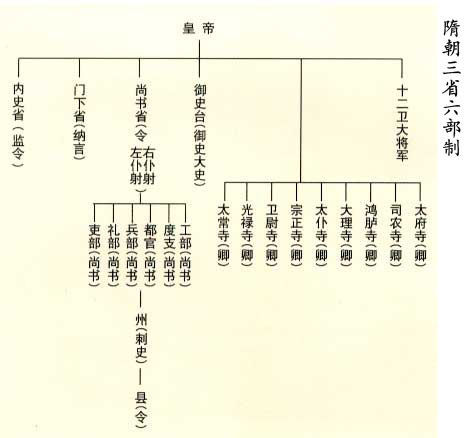 隋朝三省六部制
皇帝
内史省（监令）
门下省（纳言）
尚书省（令
左仆射
右仆射）
御史台（御史大史）
十二卫大将军
吏部（尚书）
礼部（尚书）
兵部（尚书）
都官（尚书）
度支（尚书）
工部（尚书）
太常寺（卿）
光禄寺（卿）
卫尉寺（卿）
宗正寺（卿）
太仆寺（卿）
大理寺（卿）
鸿胪寺（卿）
司农寺（卿）
太府寺（卿）
州（刺史）
县（令）